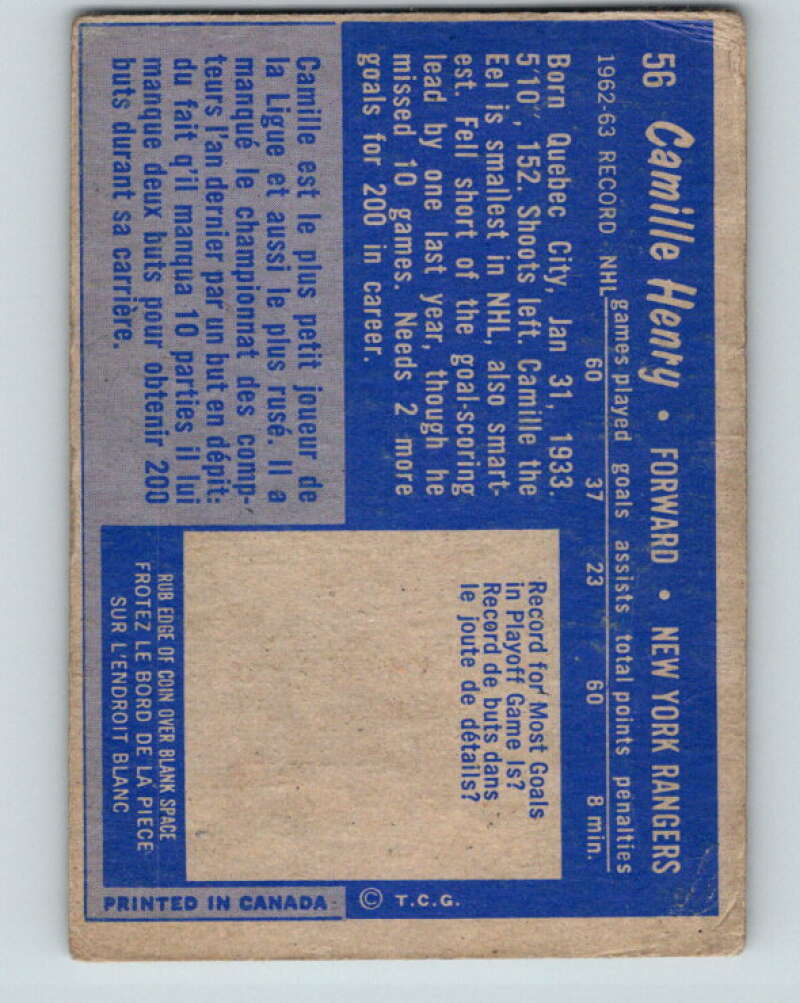 56 Camille Henry • FORWARD • NEW YORK RANGERS
1962-63 RECORD games played goals assists total points penalties
NHL 60 37 23 60 8 min.
Born Quebec City, Jan 31, 1933.
5'10", 152. Shoots left. Camille the
Eel is smallest in NHL, also smart-
est. Fell short of the goal-scoring
lead by one last year, though he
missed 10 games. Needs 2 more
goals for 200 in career.
Camille est le plus petit joueur de
la Ligue et aussi le plus rusé. Il a
manqué le championnat des comp-
teurs l'an dernier par un but en dépit:
du fait q'il manqua 10 parties il lui
manque deux buts pour obtenir 200
buts durant sa carrière.
Record for Most Goals
in Playoff Game Is?
Record de buts dans
le joute de détails?
RUB EDGE OF COIN OVER BLANK SPACE
FROTEZ LE BORD DE LA PIECE
SUR L'ENDROIT BLANC
PRINTED IN CANADA
© T.C.G.